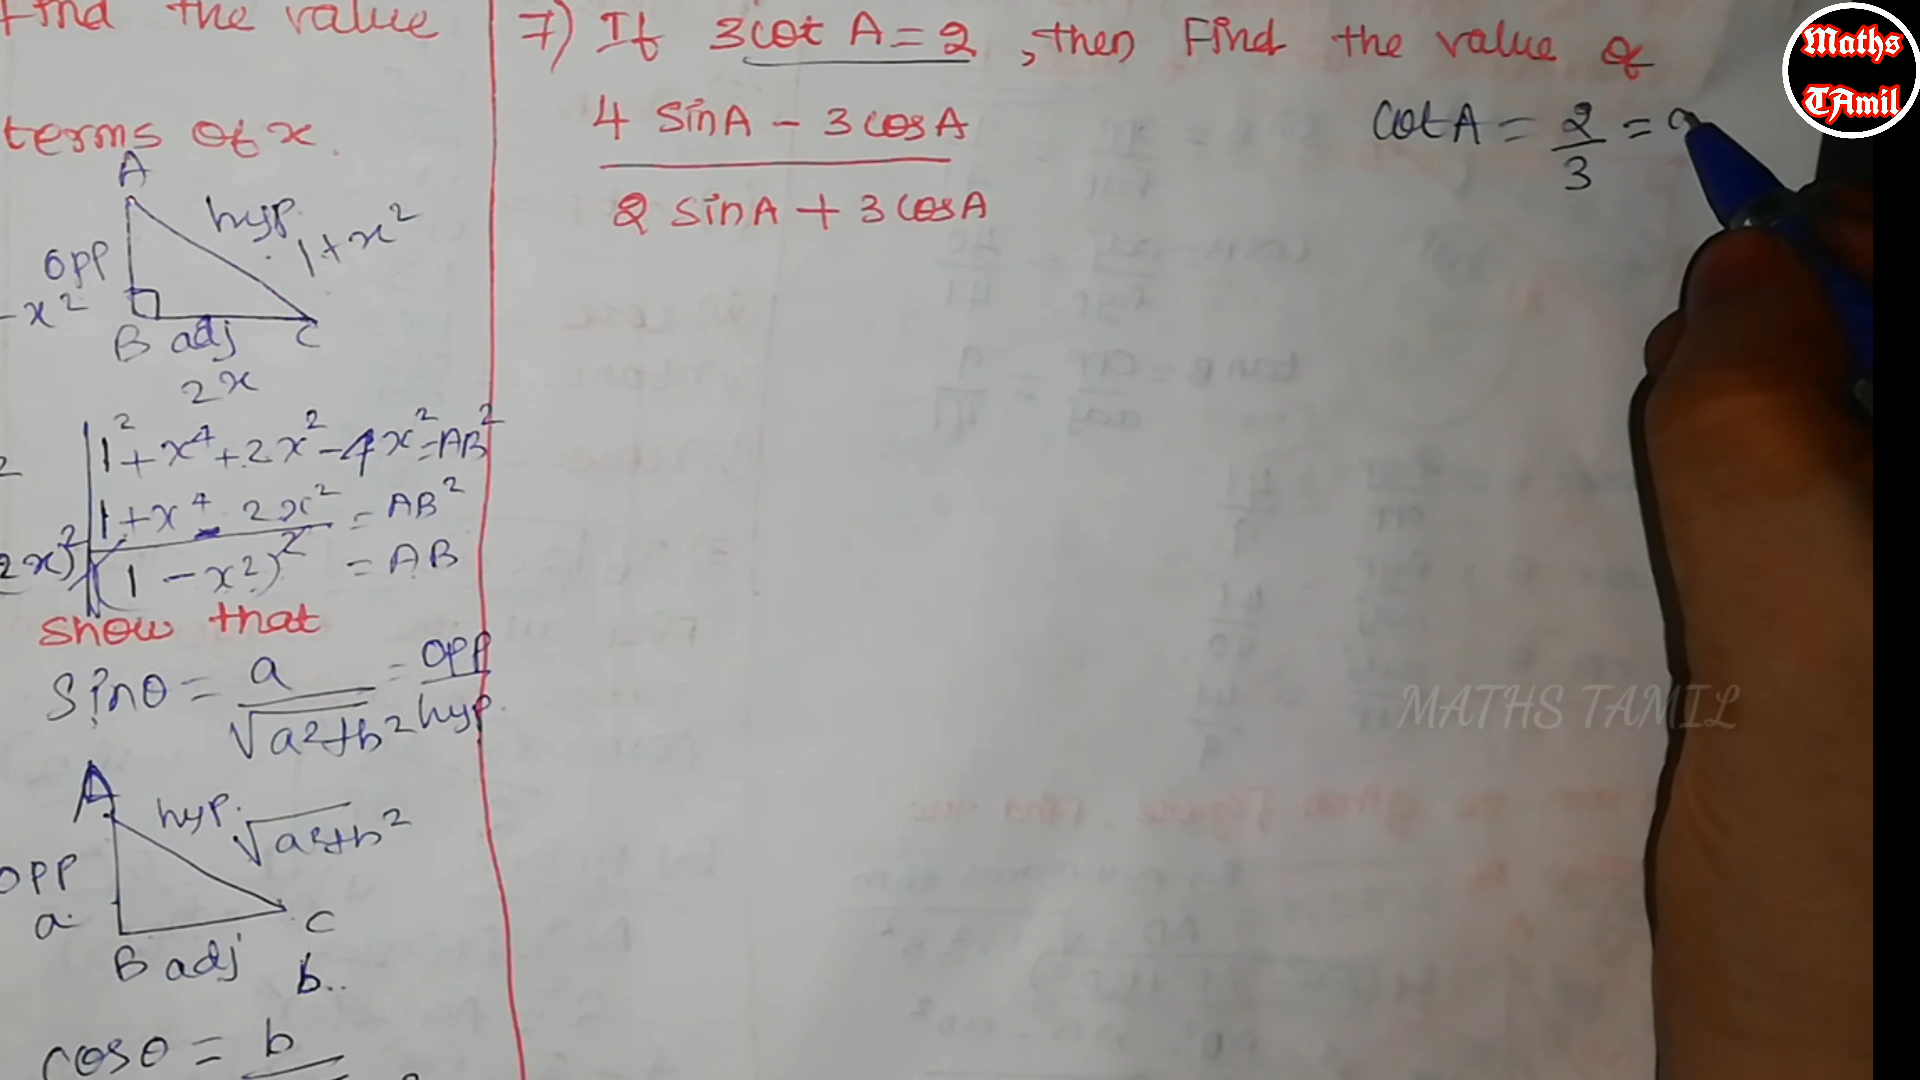 Find the value
terms of x.
A
hyp.
1+x²
opp
-x²
B adj C
2x
1²+x⁴+2x²-4x²=AB²
1+x⁴-2x²=AB²
2x)²
(1-x²)²=AB
show that
Sinθ = a/√a²+b² = opp/hyp.
A
hyp. √a²+b²
opp
a
C
B adj
b..
cosθ = b
7) If 3cot A = 2, then Find the value of
4 sinA - 3 cosA
2 sinA + 3 cosA
cot A = 2/3 =
Maths
TAmil
MATHS TAMIL